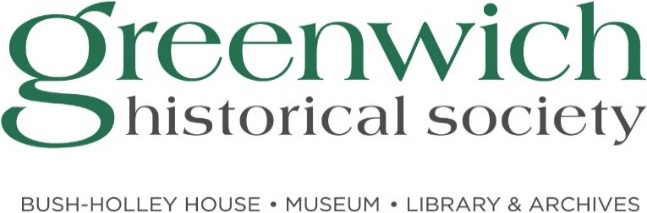 greenwich
historical society
BUSH-HOLLEY HOUSE • MUSEUM • LIBRARY & ARCHIVES